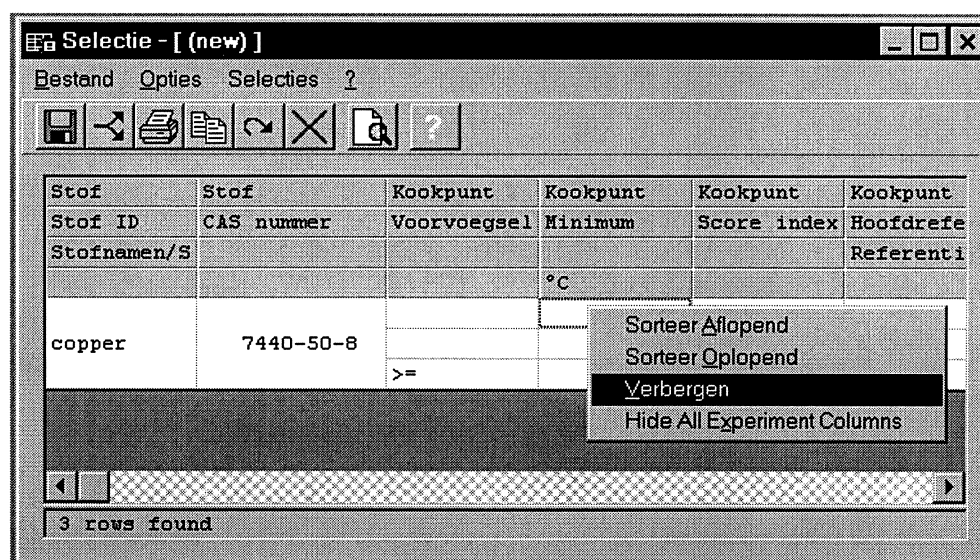 Selectie - [ (new) ]
Bestand Opties Selecties ?
?
Stof Stof Kookpunt Kookpunt Kookpunt Kookpunt
Stof ID CAS nummer Voorvoegsel Minimum Score index Hoofdrefe
Stofnamen/S Referenti
°C
copper 7440-50-8
>=
Sorteer Aflopend
Sorteer Oplopend
Verbergen
Hide All Experiment Columns
3 rows found